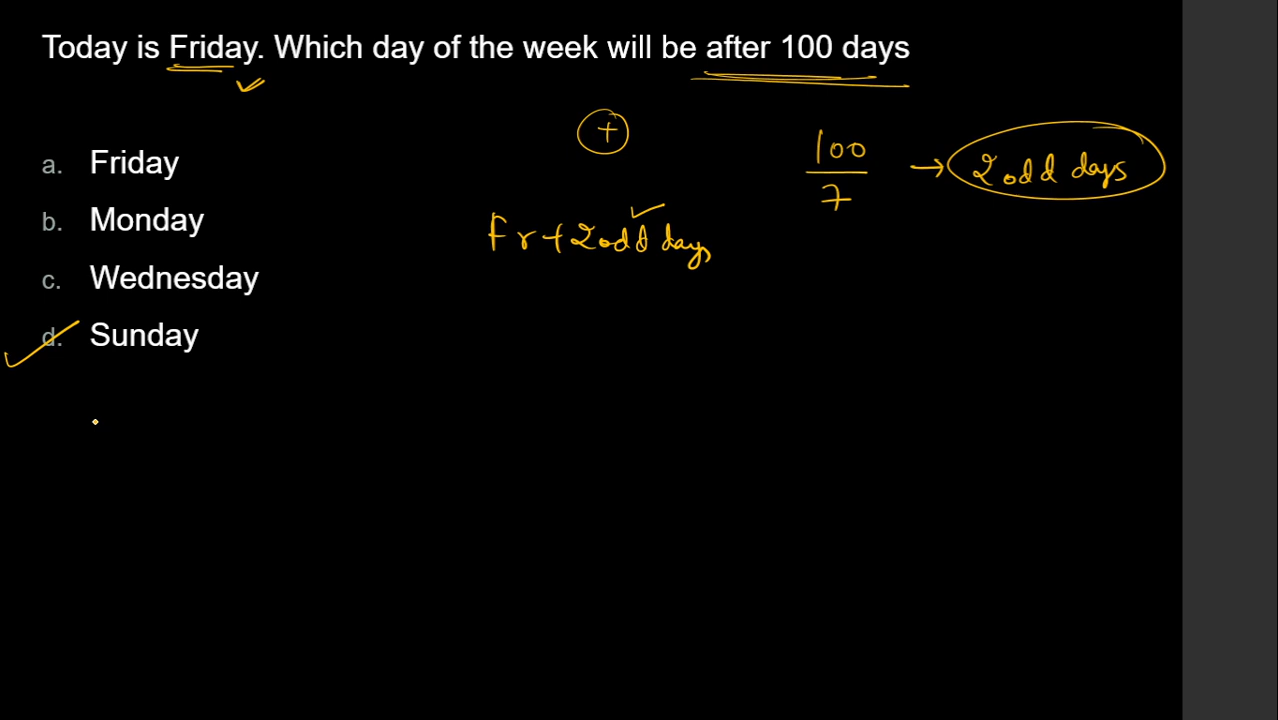 Today is Friday. Which day of the week will be after 100 days
+
100
7
→ 2 odd days
a. Friday
b. Monday
Fr + 2 odd days
c. Wednesday
d. Sunday